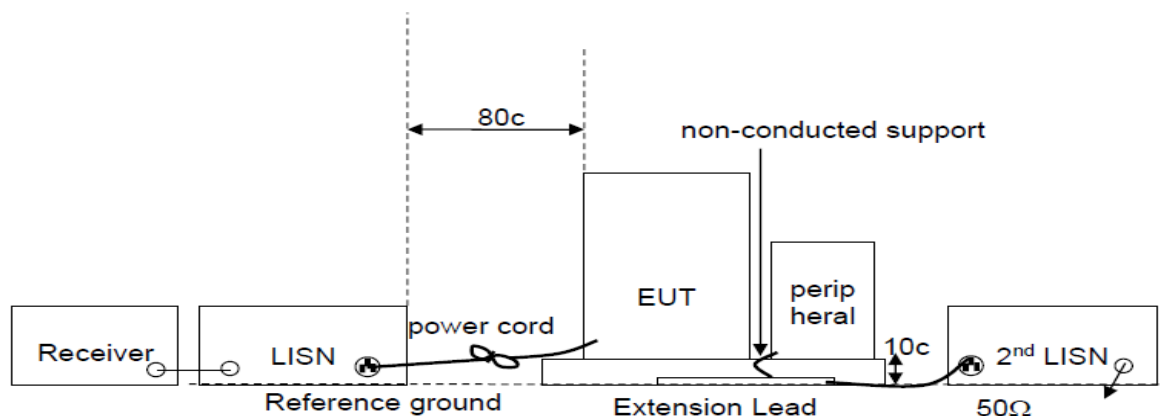 80c
non-conducted support
EUT
perip
heral
power cord
Receiver
LISN
10c
2nd LISN
Reference ground
Extension Lead
50Ω